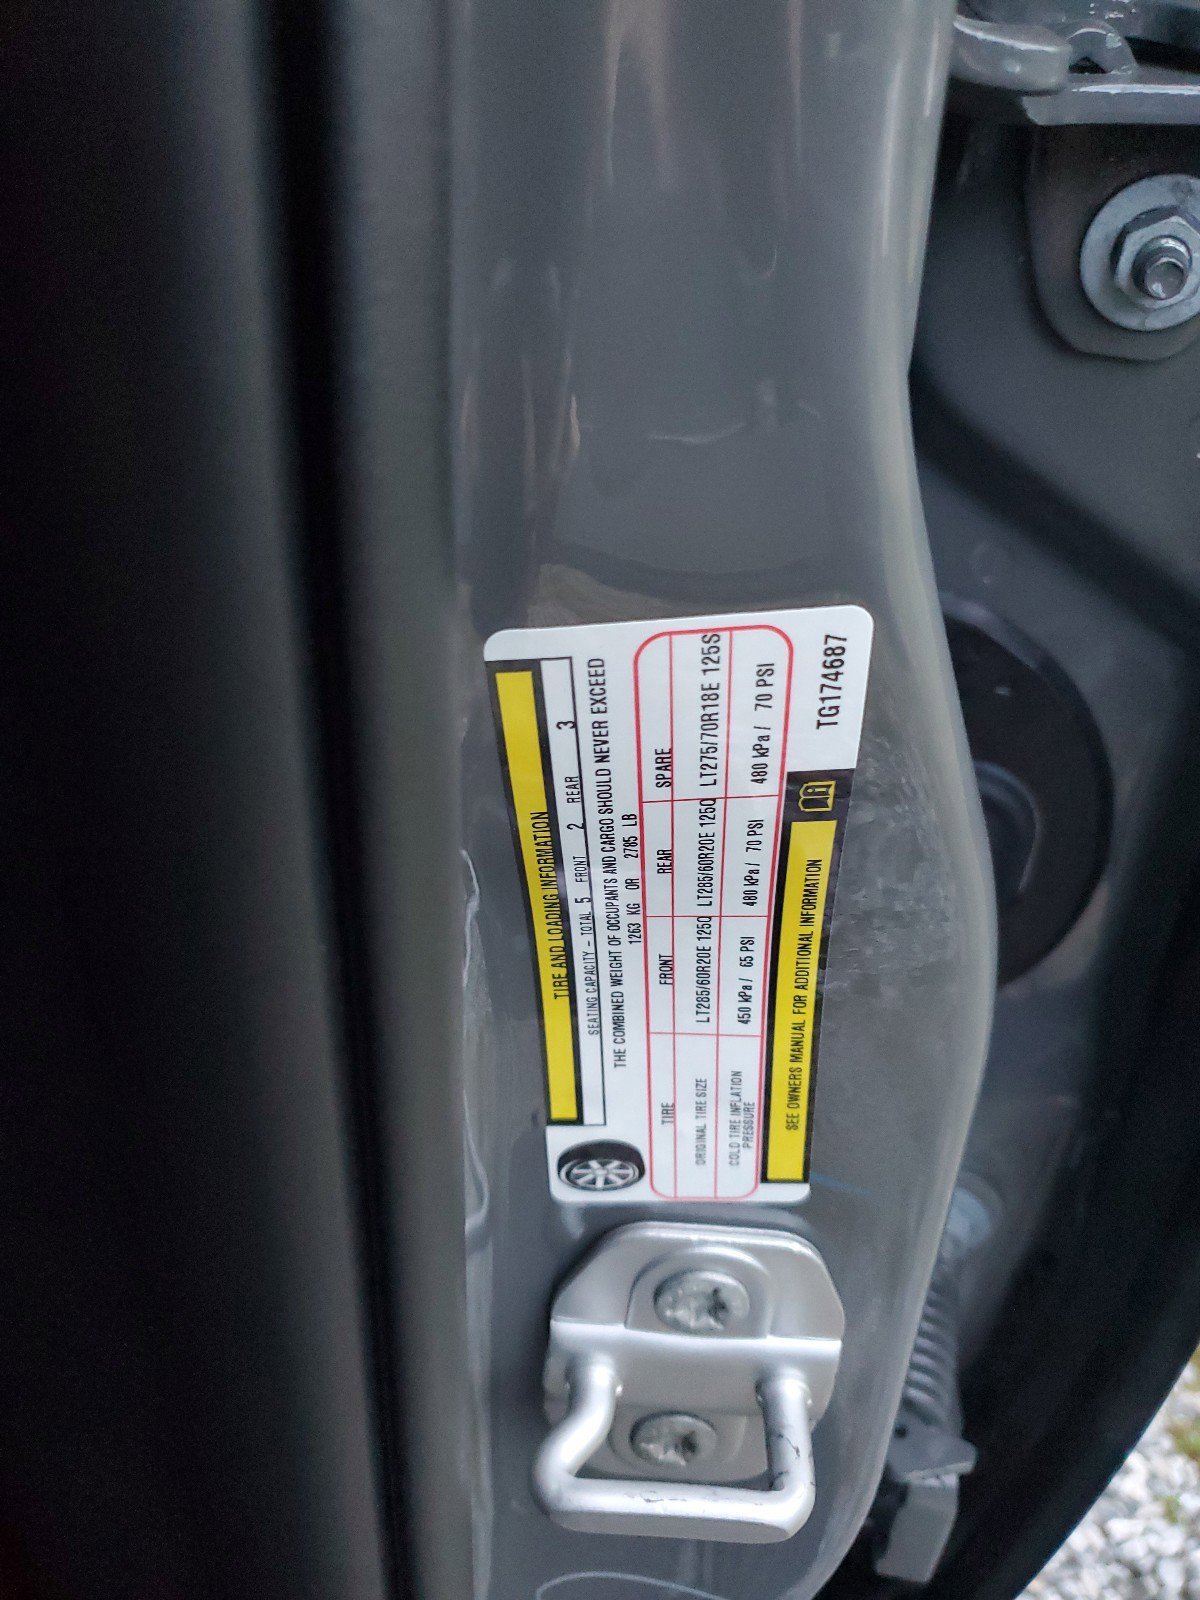 TIRE AND LOADING INFORMATION
SEATING CAPACITY - TOTAL 5 FRONT 2 REAR 3
THE COMBINED WEIGHT OF OCCUPANTS AND CARGO SHOULD NEVER EXCEED
1263 KG OR 2785 LB
TIRE FRONT REAR SPARE
ORIGINAL TIRE SIZE LT285/60R20E 125Q LT285/60R20E 125Q LT275/70R18E 125S
COLD TIRE INFLATION PRESSURE 450 kPa / 65 PSI 480 kPa / 70 PSI 480 kPa / 70 PSI
SEE OWNERS MANUAL FOR ADDITIONAL INFORMATION
TG174687